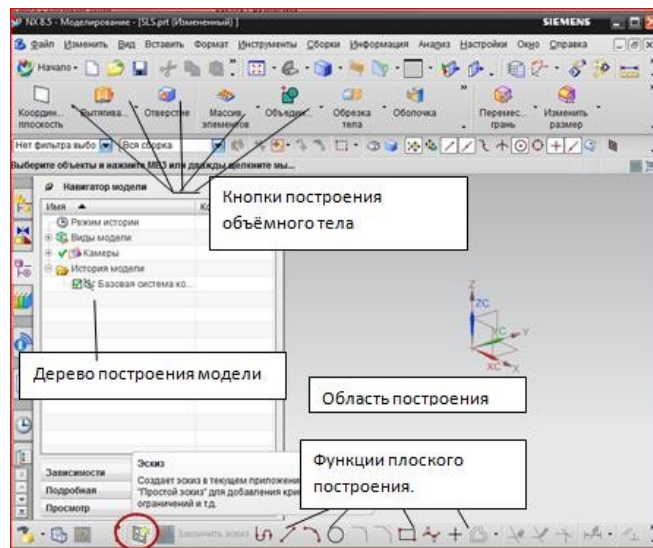 NX 8.5 - Моделирование - [SLS.prt (Измененный) ]
SIEMENS
Файл Изменить Вид Вставить Формат Инструменты Сборки Информация Анализ Настройки Окно Справка
Начало
Координ... плоскость
Вытягива...
Отверстие
Массив элементов
Объедин...
Обрезка тела
Оболочка
Перемес... грань
Изменить размер
Нет фильтра выбо
Вся сборка
Выберите объекты и нажмите МВ3 или дважды щелкните мы...
Навигатор модели
Имя
Режим истории
Виды модели
Камеры
История модели
Базовая система ко...
Кнопки построения
объёмного тела
Z
ZC
YC
Y
XC
X
Дерево построения модели
Область построения
Функции плоского
построения.
Зависимости
Подробная
Просмотр
Эскиз
Создает эскиз в текущем приложени
"Простой эскиз" для добавления кри
ограничений и т.д.
Закончить эскиз